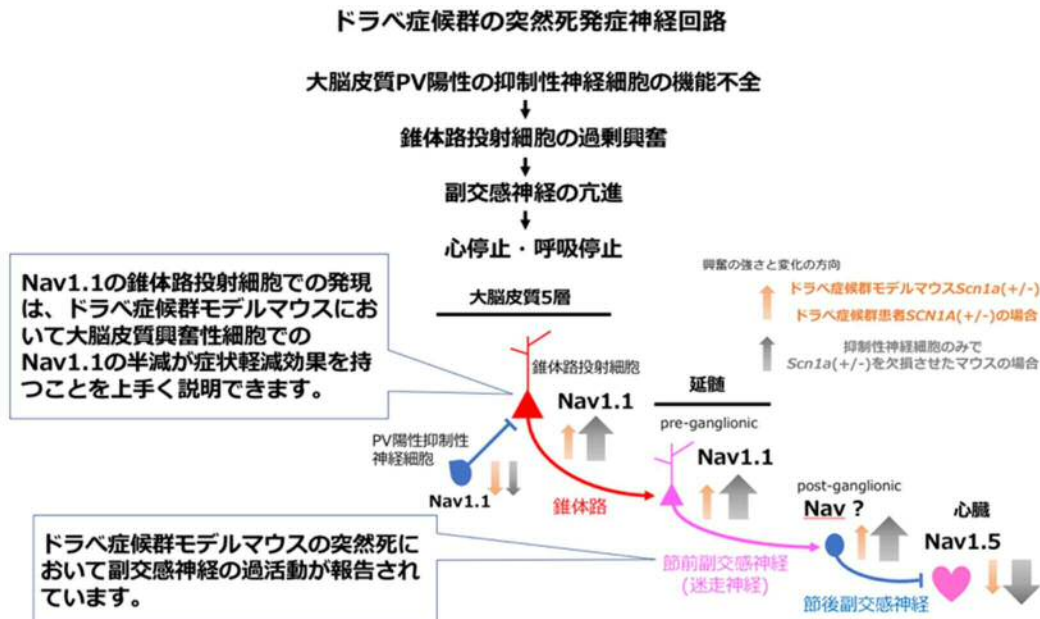 ドラベ症候群の突然死発症神経回路
大脳皮質PV陽性の抑制性神経細胞の機能不全
錐体路投射細胞の過剰興奮
副交感神経の亢進
心停止・呼吸停止
Nav1.1の錐体路投射細胞での発現
は、ドラベ症候群モデルマウスにお
いて大脳皮質興奮性細胞での
Nav1.1の半減が症状軽減効果を持
つことを上手く説明できます。
興奮の強さと変化の方向
ドラベ症候群モデルマウスScn1a(+/-)
ドラベ症候群患者SCN1A(+/-)の場合
抑制性神経細胞のみで
Scn1a(+/-)を欠損させたマウスの場合
大脳皮質5層
錐体路投射細胞
Nav1.1
PV陽性抑制性
神経細胞
Nav1.1
錐体路
延髄
pre-ganglionic
Nav1.1
節前副交感神経
(迷走神経)
post-ganglionic
Nav ?
節後副交感神経
心臓
Nav1.5
ドラベ症候群モデルマウスの突然死に
おいて副交感神経の過活動が報告され
ています。